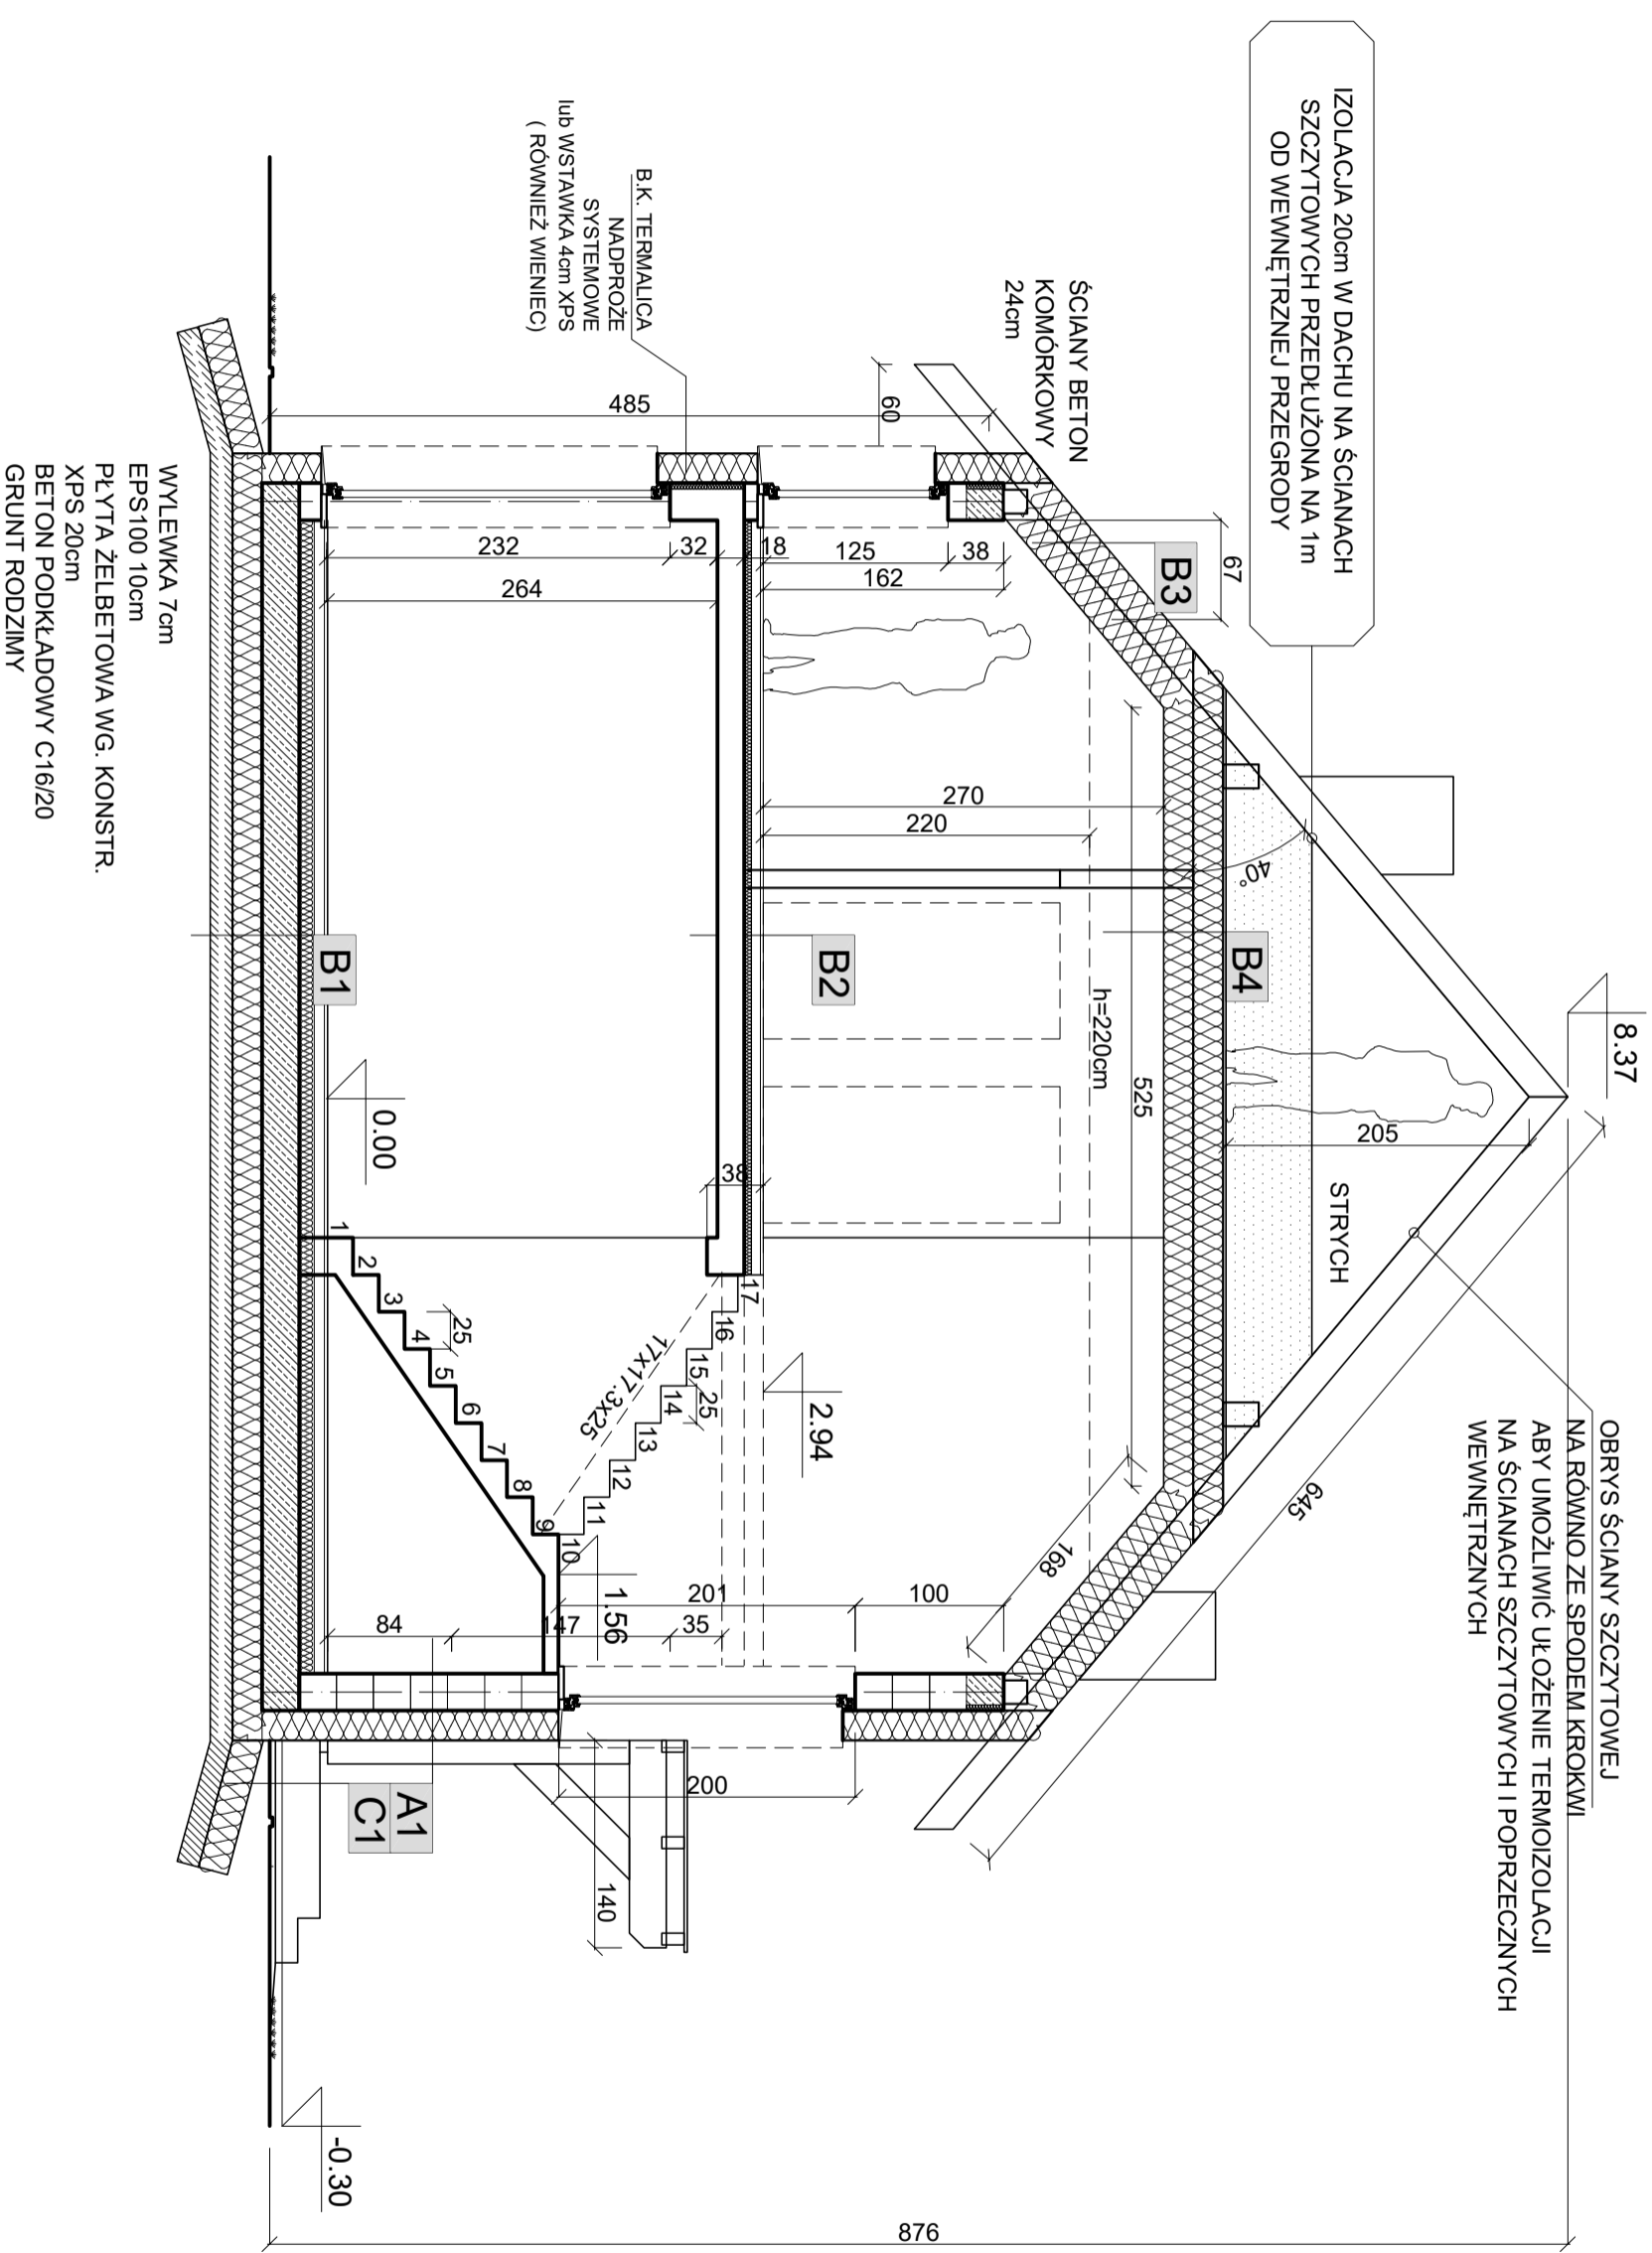 IZOLACJA 20cm W DACHU NA ŚCIANACH
SZCZYTOWYCH PRZEDŁUŻONA NA 1m
OD WEWNĘTRZNEJ PRZEGRODY
8.37
OBRYS ŚCIANY SZCZYTOWEJ
NA RÓWNO ZE SPODEM KROKWI
ABY UMOŻLIWIĆ UŁOŻENIE TERMOIZOLACJI
NA ŚCIANACH SZCZYTOWYCH I POPRZECZNYCH
WEWNĘTRZNYCH
STRYCH
205
645
40°
B4
67
B3
ŚCIANY BETON
KOMÓRKOWY
24cm
525
h=220cm
168
60
485
38
125
162
18
270
220
B2
2.94
100
201
1.56
B.K. TERMALICA
NADPROŻE
SYSTEMOWE
lub WSTAWKA 4cm XPS
( RÓWNIEŻ WIENIEC)
32
232
264
38
17
16
15
14
13
12
11
10
9
8
7
6
5
4
3
2
1
25
25
17x17.3x25
35
147
84
200
140
0.00
B1
A1
C1
-0.30
876
WYLEWKA 7cm
EPS100 10cm
PŁYTA ŻELBETOWA WG. KONSTR.
XPS 20cm
BETON PODKŁADOWY C16/20
GRUNT RODZIMY